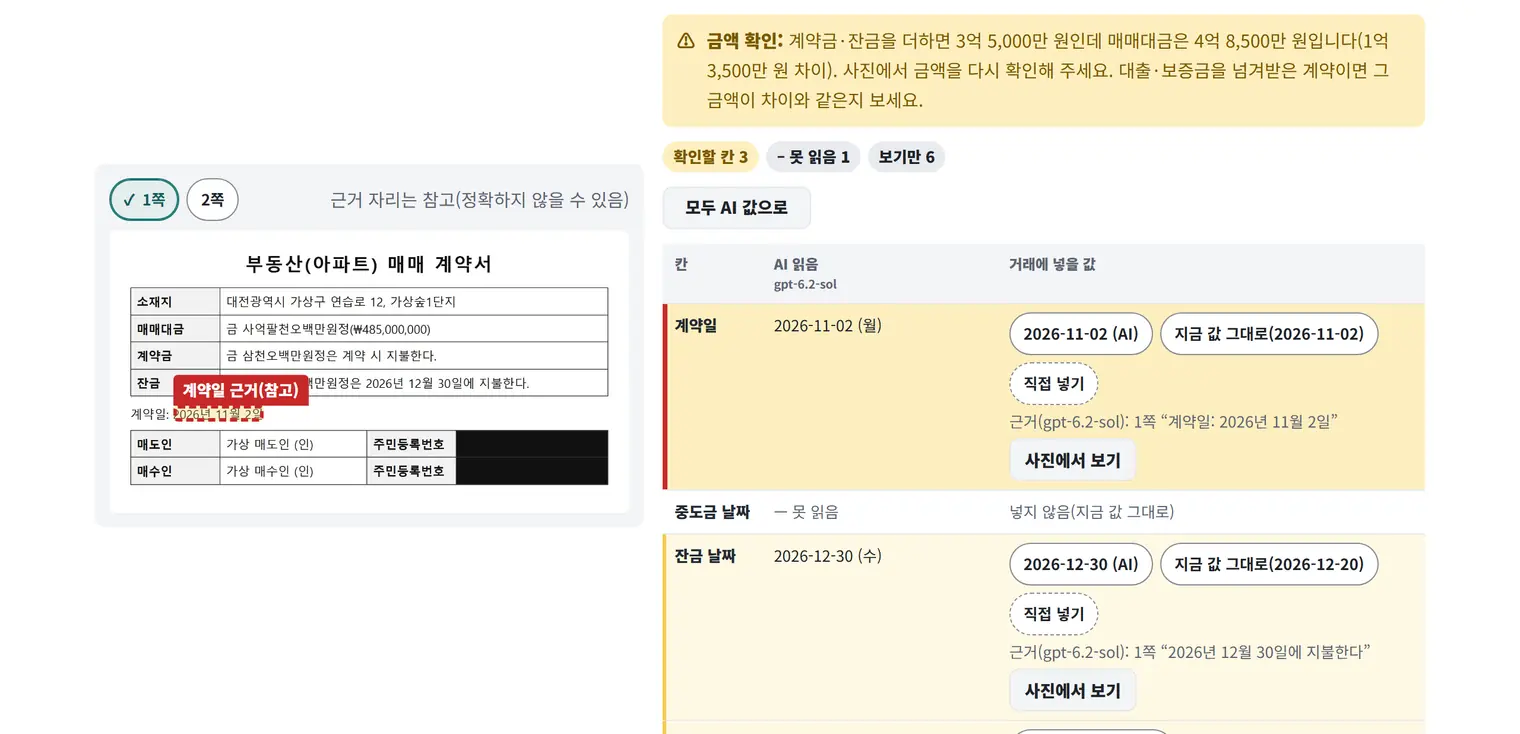 금액 확인: 계약금·잔금을 더하면 3억 5,000만 원인데 매매대금은 4억 8,500만 원입니다(1억
3,500만 원 차이). 사진에서 금액을 다시 확인해 주세요. 대출·보증금을 넘겨받은 계약이면 그
금액이 차이와 같은지 보세요.
확인할 칸 3
– 못 읽음 1
보기만 6
모두 AI 값으로
✓ 1쪽
2쪽
근거 자리는 참고(정확하지 않을 수 있음)
부동산(아파트) 매매 계약서
소재지 대전광역시 가상구 연습로 12, 가상숲1단지
매매대금 금 사억팔천오백만원정(₩485,000,000)
계약금 금 삼천오백만원정은 계약 시 지불한다.
잔금 백만원정은 2026년 12월 30일에 지불한다.
계약일 근거(참고)
계약일: 2026년 11월 2일
매도인 가상 매도인 (인) 주민등록번호
매수인 가상 매수인 (인) 주민등록번호
칸 AI 읽음 거래에 넣을 값
gpt-6.2-sol
계약일 2026-11-02 (월) 2026-11-02 (AI) 지금 값 그대로(2026-11-02)
직접 넣기
근거(gpt-6.2-sol): 1쪽 “계약일: 2026년 11월 2일”
사진에서 보기
중도금 날짜 — 못 읽음 넣지 않음(지금 값 그대로)
잔금 날짜 2026-12-30 (수) 2026-12-30 (AI) 지금 값 그대로(2026-12-20)
직접 넣기
근거(gpt-6.2-sol): 1쪽 “2026년 12월 30일에 지불한다”
사진에서 보기